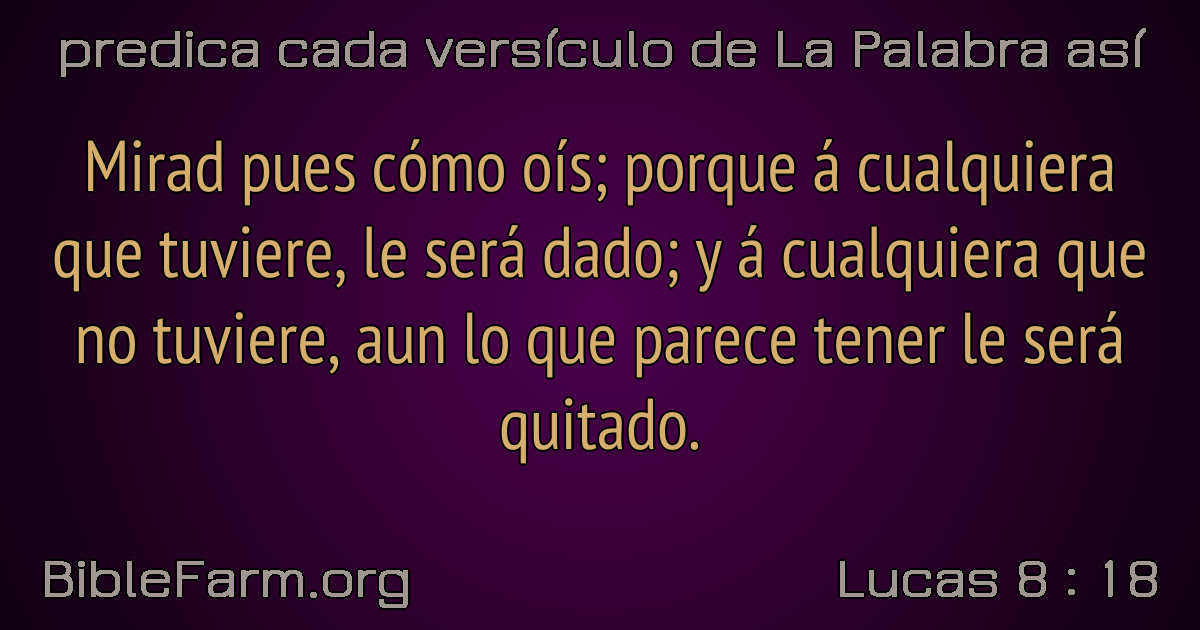 predica cada versículo de La Palabra así
Mirad pues cómo oís; porque á cualquiera
que tuviere, le será dado; y á cualquiera que
no tuviere, aun lo que parece tener le será
quitado.
BibleFarm.org
Lucas 8 : 18